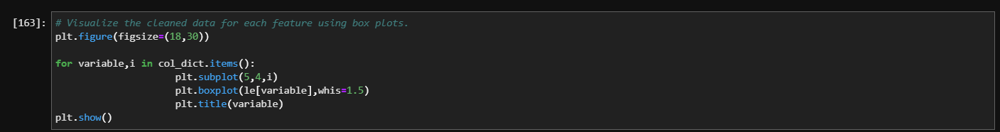 [163]: # Visualize the cleaned data for each feature using box plots.
plt.figure(figsize=(18,30))
for variable,i in col_dict.items():
plt.subplot(5,4,i)
plt.boxplot(le[variable],whis=1.5)
plt.title(variable)
plt.show()